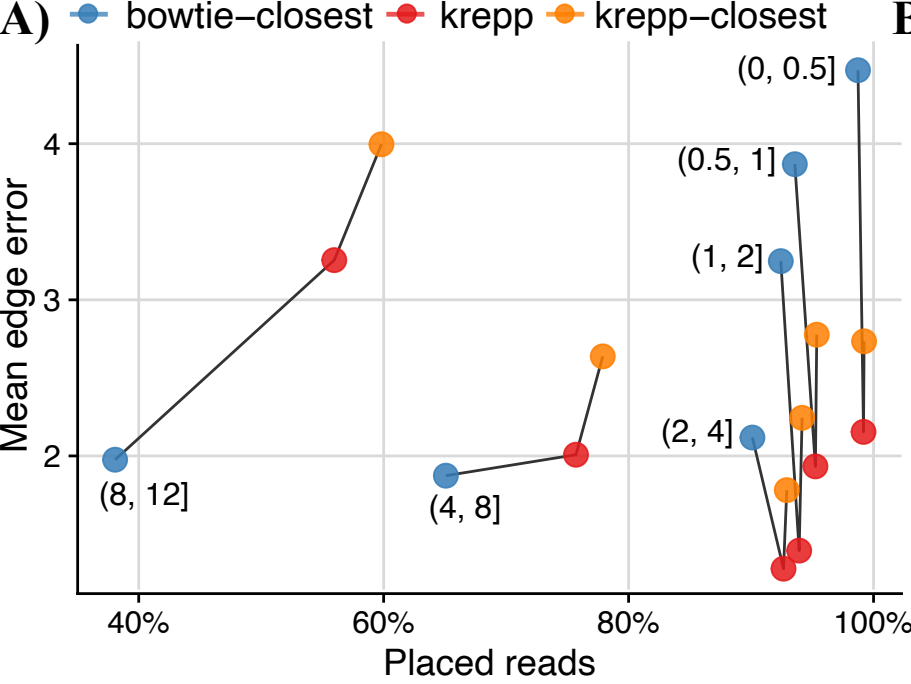 A) bowtie−closest krepp krepp−closest B
(0, 0.5]
4
(0.5, 1]
(1, 2]
3
Mean edge error
(2, 4]
2
(8, 12]
(4, 8]
40% 60% 80% 100%
Placed reads